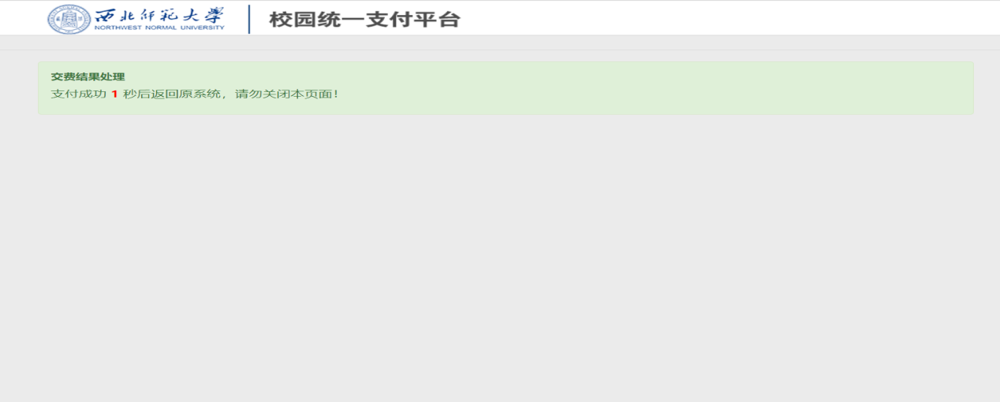 西北师范大学
NORTHWEST NORMAL UNIVERSITY
校园统一支付平台
交费结果处理
支付成功 1 秒后返回原系统，请勿关闭本页面！